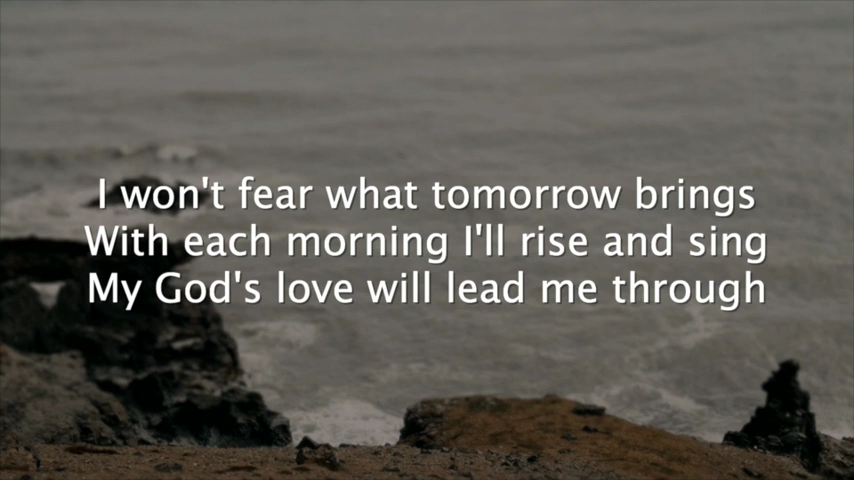 I won't fear what tomorrow brings
With each morning I'll rise and sing
My God's love will lead me through